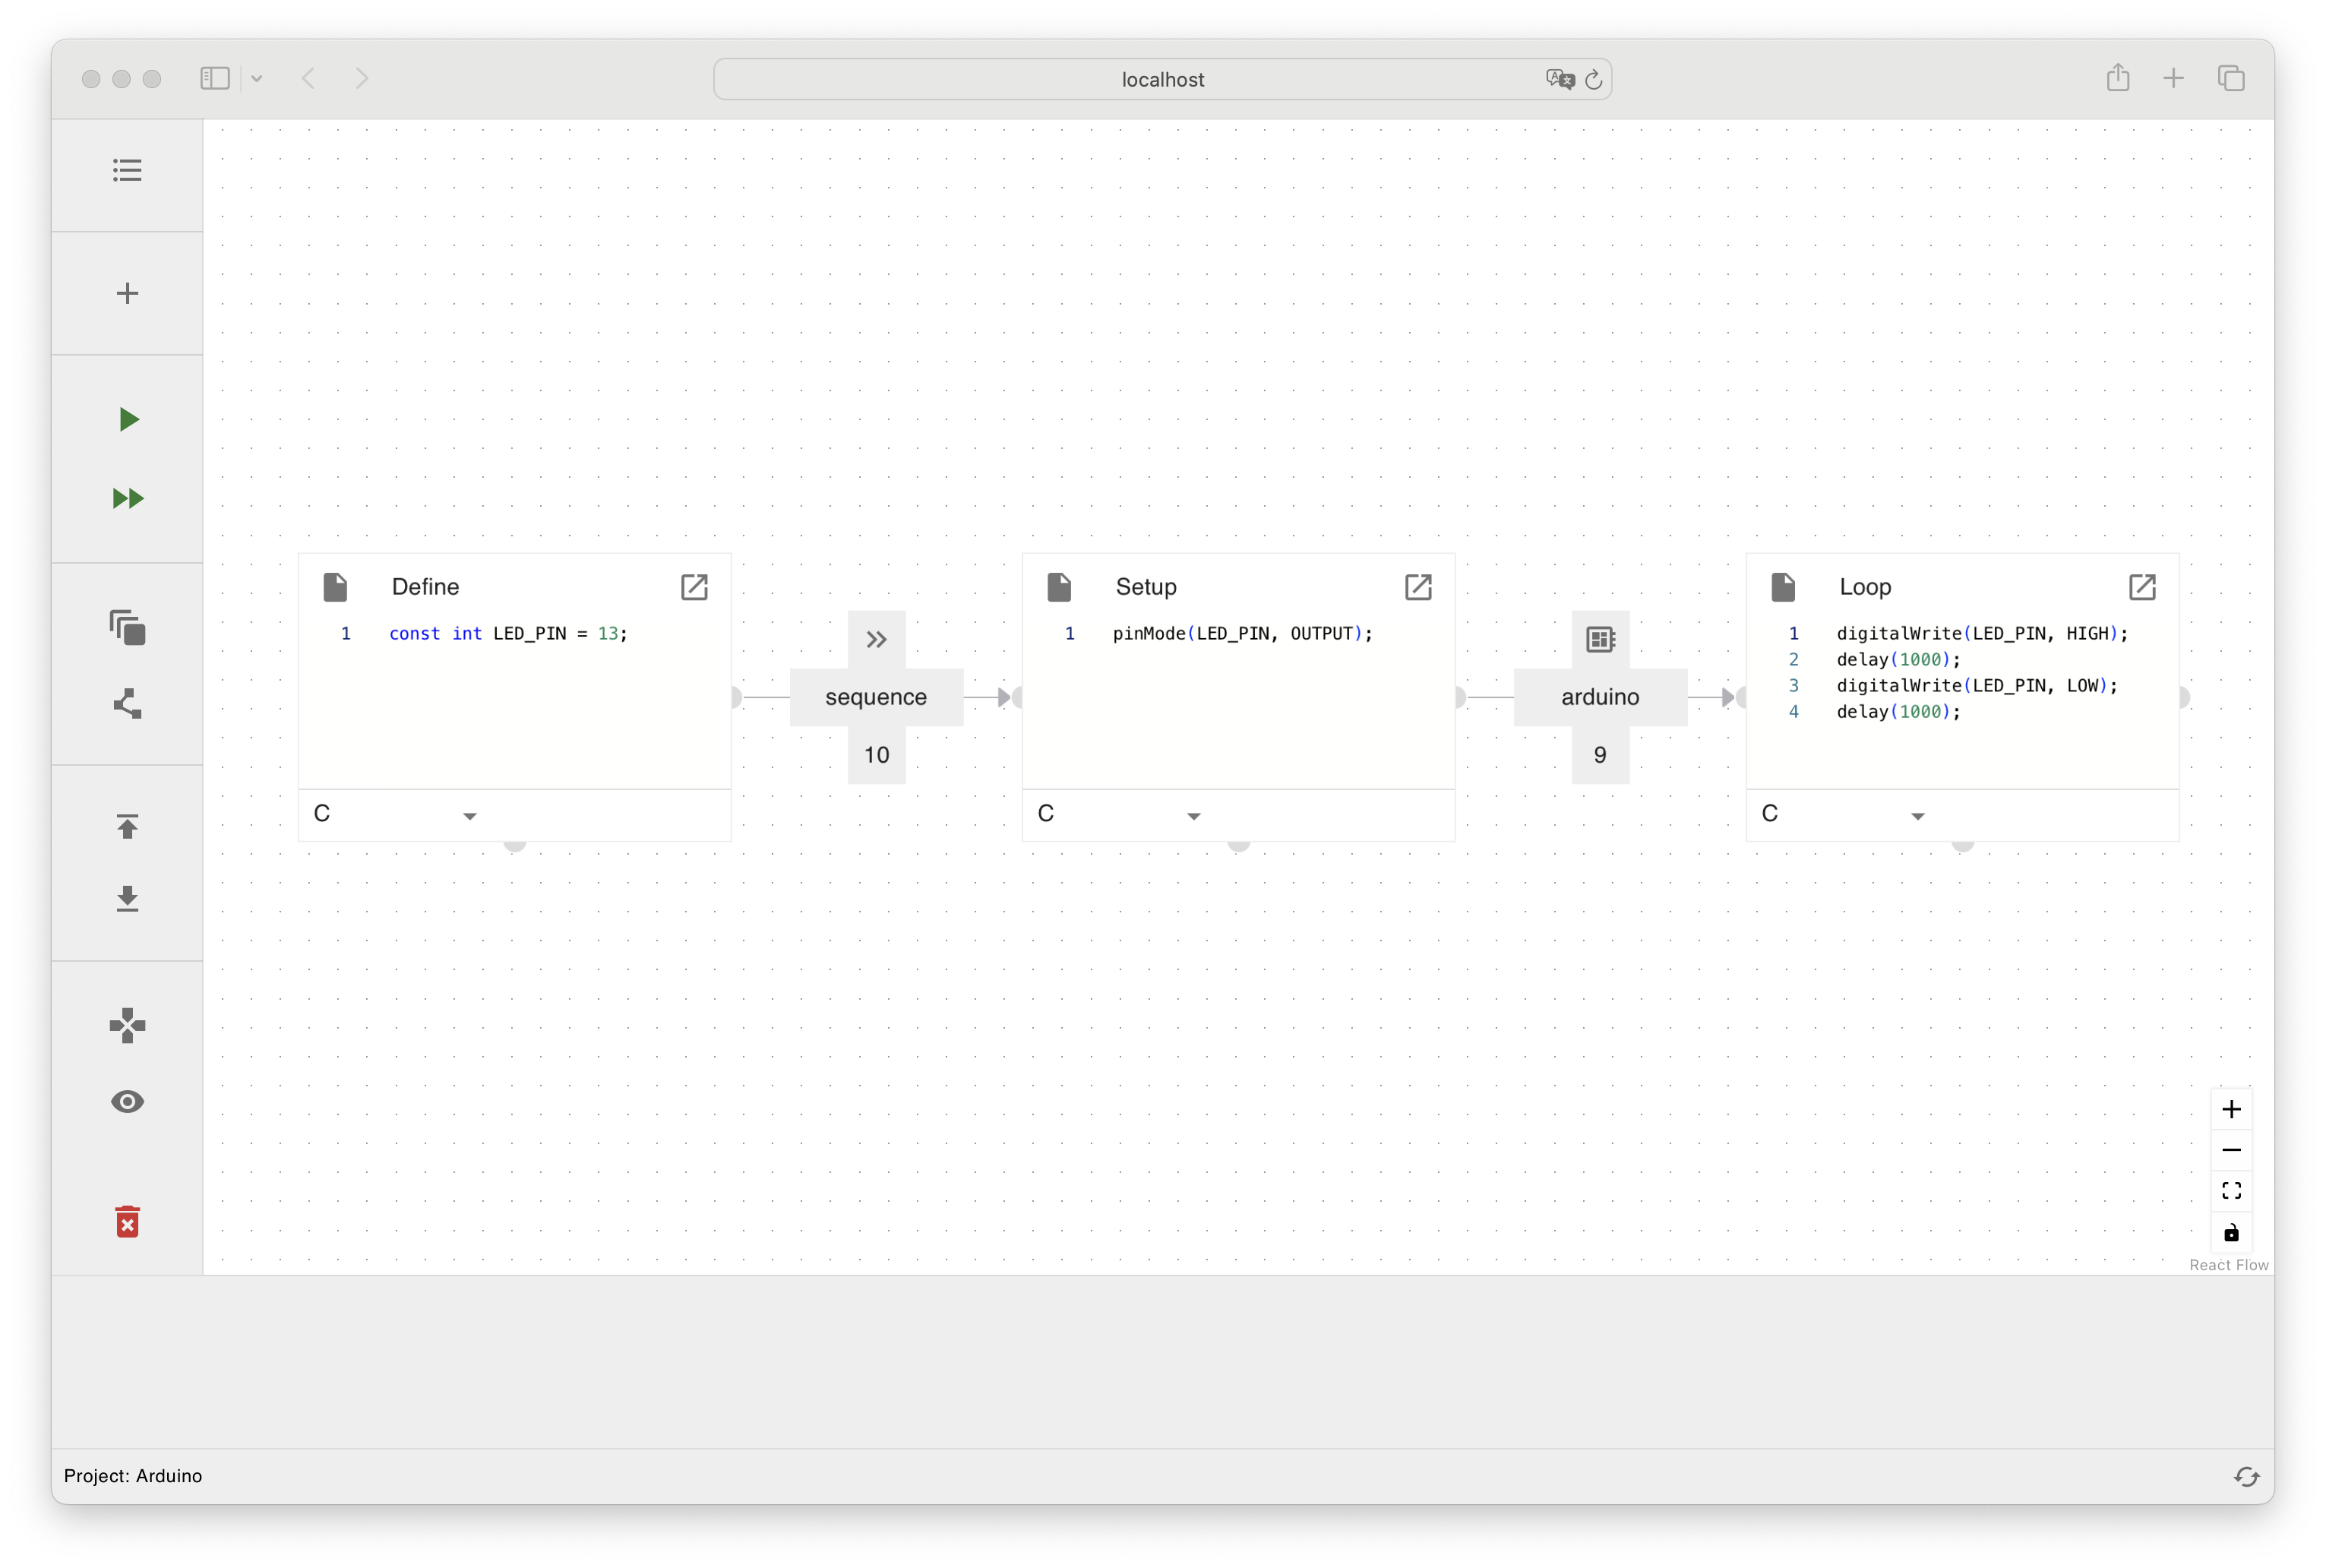 localhost
Define
1 const int LED_PIN = 13;
C
sequence
10
Setup
1 pinMode(LED_PIN, OUTPUT);
C
arduino
9
Loop
1 digitalWrite(LED_PIN, HIGH);
2 delay(1000);
3 digitalWrite(LED_PIN, LOW);
4 delay(1000);
C
React Flow
Project: Arduino